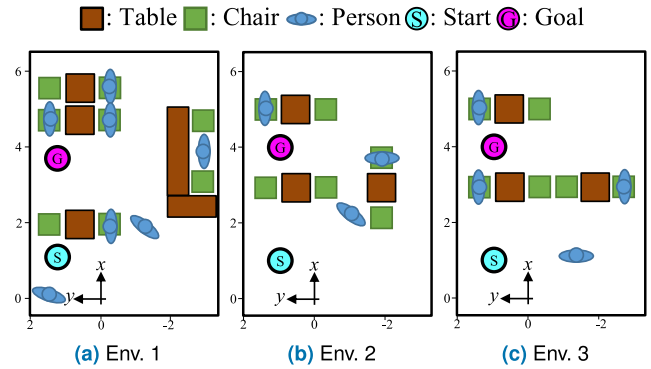 : Table : Chair : Person S : Start G : Goal
6 6 6
4 G 4 G 4 G
2 2 2
S S S
x x x
0 y 0 y 0 y
2 0 -2 2 0 -2 2 0 -2
(a) Env. 1 (b) Env. 2 (c) Env. 3